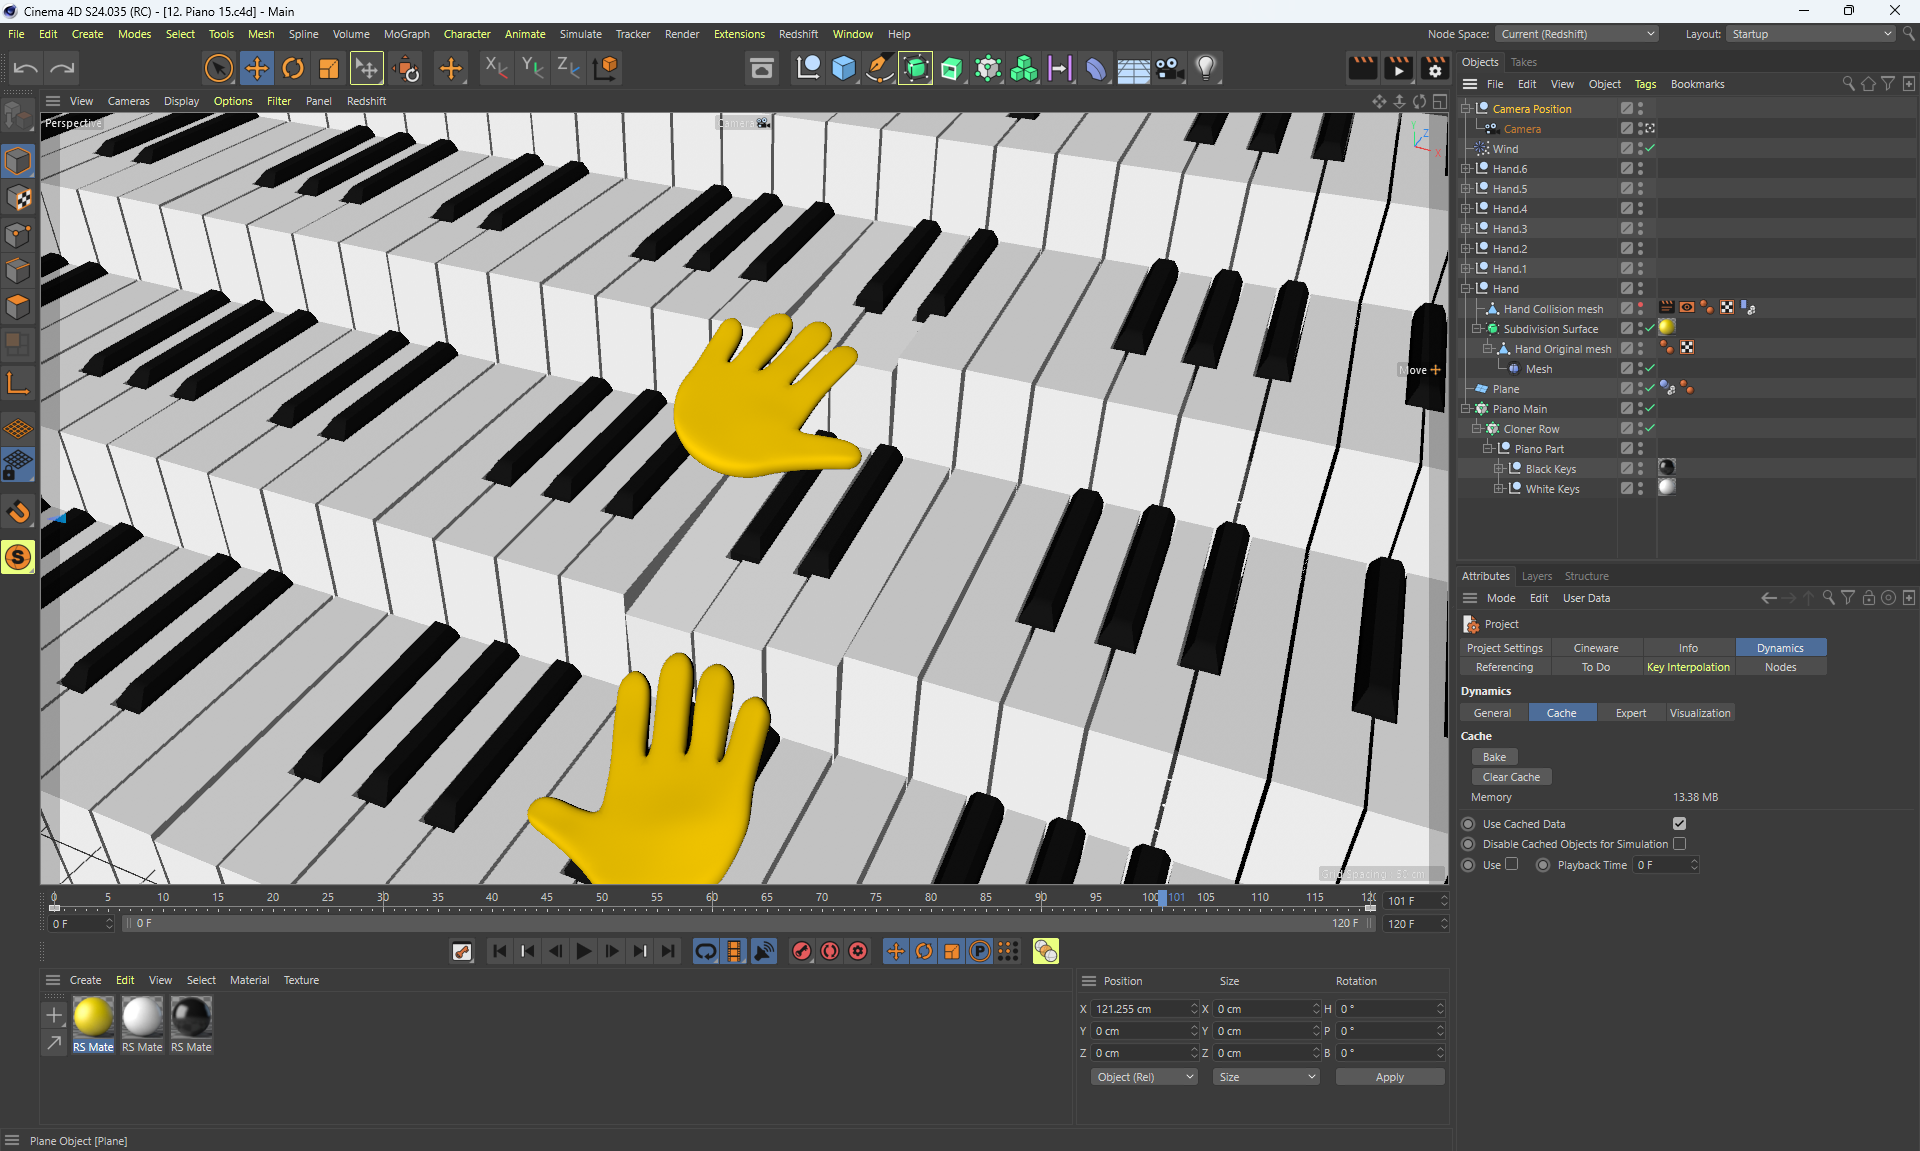 Cinema 4D S24.035 (RC) - [12. Piano 15.c4d] - Main
File Edit Create Modes Select Tools Mesh Spline Volume MoGraph Character Animate Simulate Tracker Render Extensions Redshift Window Help
Node Space: Current (Redshift) Layout: Startup
X Y Z
View Cameras Display Options Filter Panel Redshift
Perspective
Camera
Y Z X
Move
Grid Spacing : 50 cm
Objects Takes
File Edit View Object Tags Bookmarks
Camera Position
Camera
Wind
Hand.6
Hand.5
Hand.4
Hand.3
Hand.2
Hand.1
Hand
Hand Collision mesh
Subdivision Surface
Hand Original mesh
Mesh
Plane
Piano Main
Cloner Row
Piano Part
Black Keys
White Keys
Attributes Layers Structure
Mode Edit User Data
Project
Project Settings Cineware Info Dynamics
Referencing To Do Key Interpolation Nodes
Dynamics
General Cache Expert Visualization
Cache
Bake
Clear Cache
Memory 13.38 MB
Use Cached Data
Disable Cached Objects for Simulation
Use Playback Time 0 F
S
0 5 10 15 20 25 30 35 40 45 50 55 60 65 70 75 80 85 90 95 100 101 105 110 115 120
101 F
0 F 0 F 120 F 120 F
P
Create Edit View Select Material Texture
RS Mate RS Mate RS Mate
Position Size Rotation
X 121.255 cm X 0 cm H 0 °
Y 0 cm Y 0 cm P 0 °
Z 0 cm Z 0 cm B 0 °
Object (Rel) Size Apply
Plane Object [Plane]